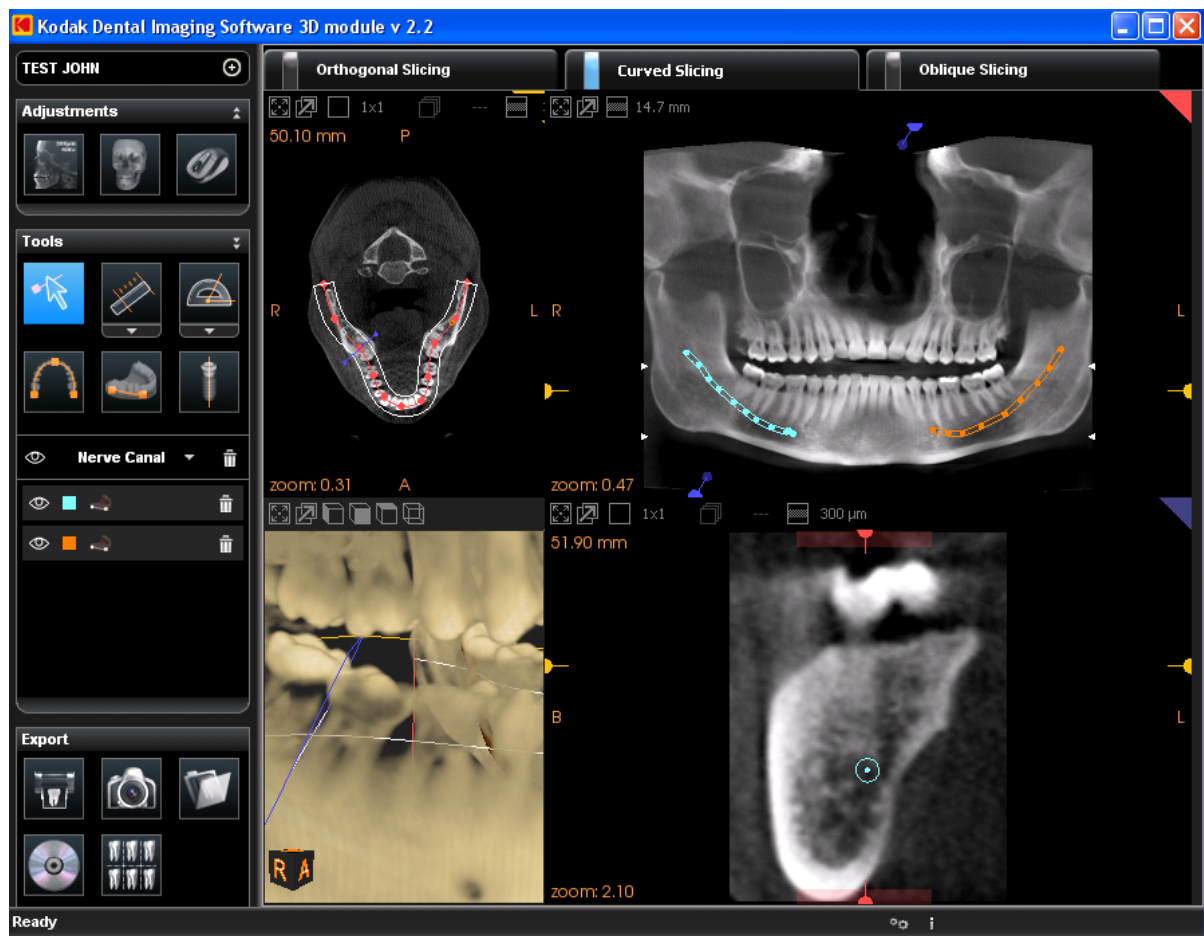 Kodak Dental Imaging Software 3D module v 2.2
TEST JOHN
Orthogonal Slicing
Curved Slicing
Oblique Slicing
Adjustments
Tools
Nerve Canal
Export
1x1
---
50.10 mm
P
R
L
zoom: 0.31
A
14.7 mm
R
L
zoom: 0.47
R A
1x1
---
300 µm
51.90 mm
B
L
zoom: 2.10
Ready
i